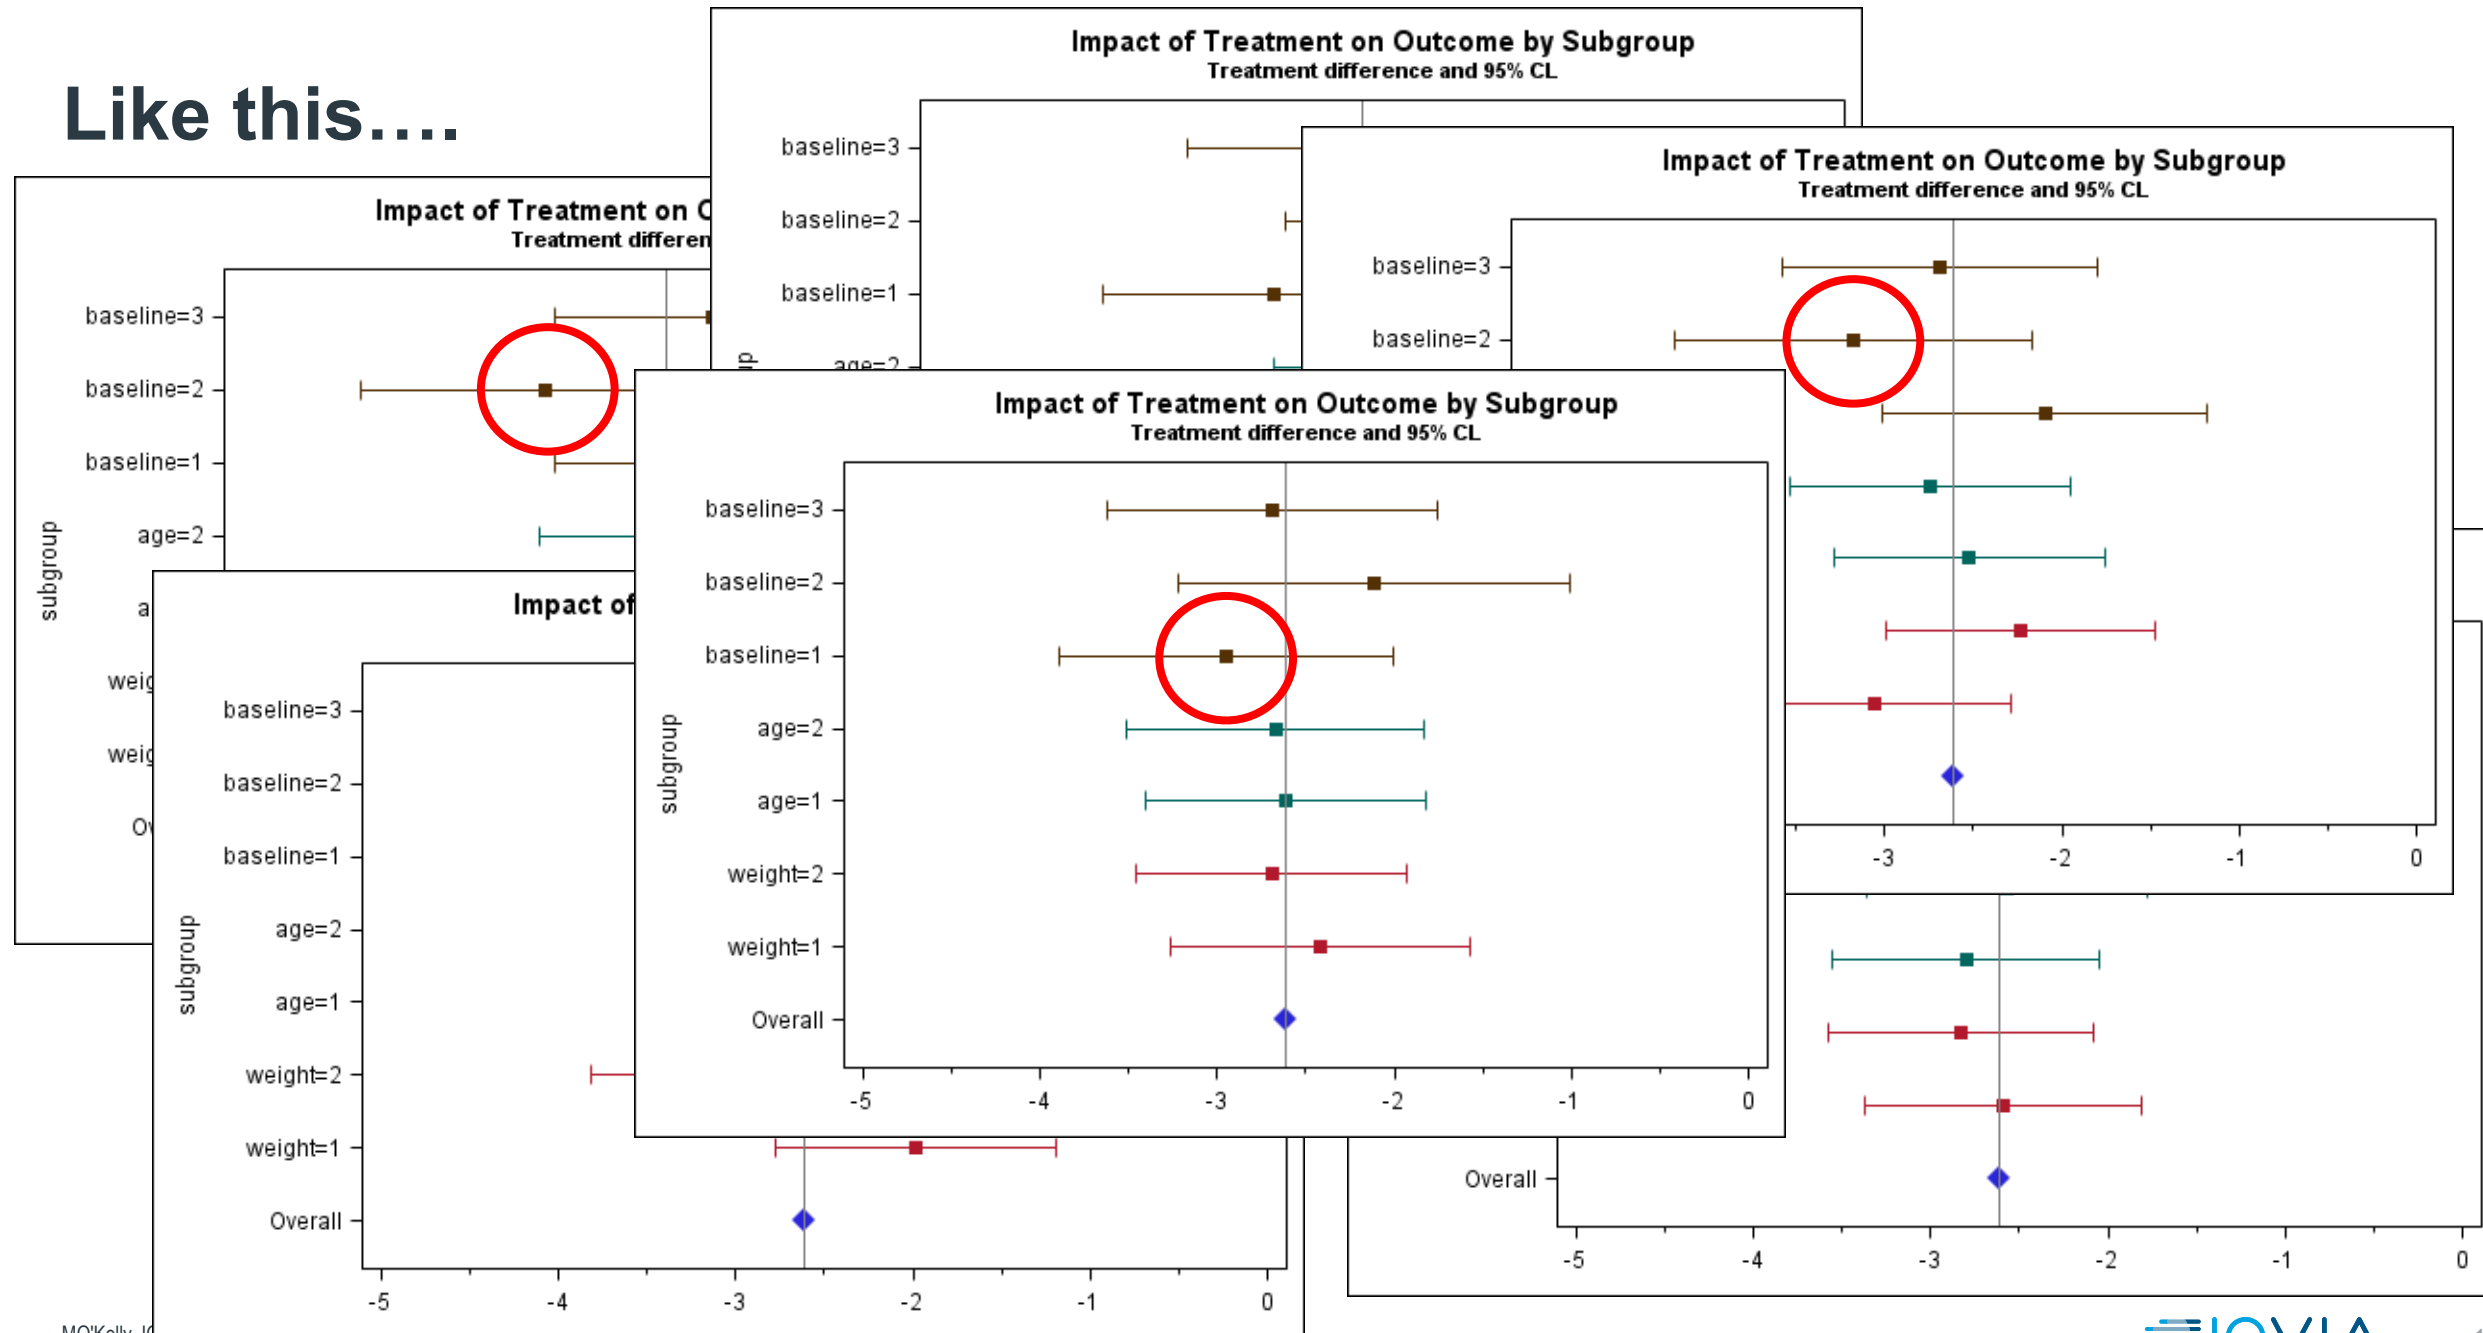 Like this….
Impact of Treatment on Outcome by Subgroup
Treatment difference and 95% CL
baseline=3
baseline=2
baseline=1
age=2
Impact of Treatment on Outcome by Subgroup
Treatment difference and 95% CL
baseline=3
baseline=2
-3
-2
-1
0
Impact of Treatment on
Treatment
baseline=3
baseline=2
baseline=1
age=2
subgroup
Impact of Treatment on Outcome by Subgroup
Treatment difference and 95% CL
baseline=3
baseline=2
baseline=1
age=2
age=1
weight=2
weight=1
Overall
subgroup
-5
-4
-3
-2
-1
0
Impact of
baseline=3
baseline=2
baseline=1
age=2
age=1
weight=2
weight=1
Overall
subgroup
-5
-4
-3
-2
-1
0
Overall
-5
-4
-3
-2
-1
0
IQVIA